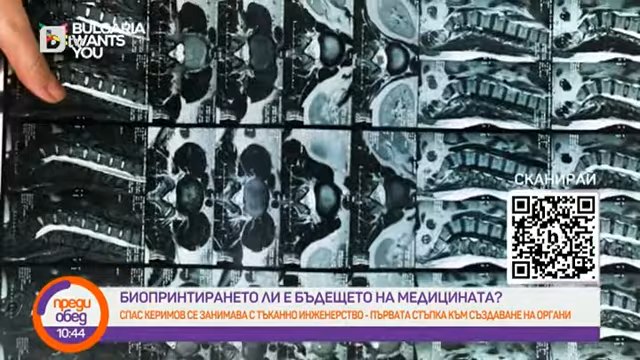 BULGARIA
WANTS
YOU
СКАНИРАЙ
преди
обед
10:44
БИОПРИНТИРАНЕТО ЛИ Е БЪДЕЩЕТО НА МЕДИЦИНАТА?
СПАС КЕРИМОВ СЕ ЗАНИМАВА С ТЪКАННО ИНЖЕНЕРСТВО - ПЪРВАТА СТЪПКА КЪМ СЪЗДАВАНЕ НА ОРГАНИ